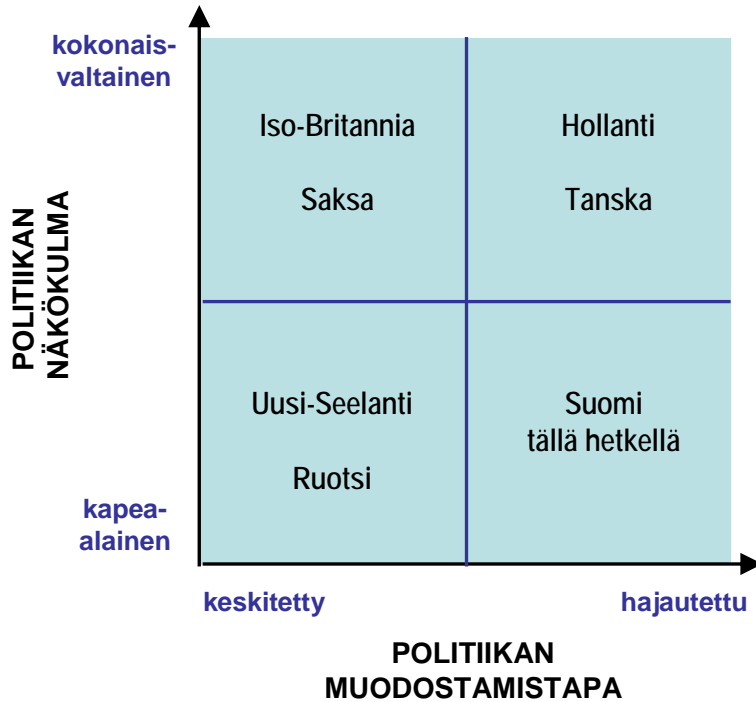 kokonais-
valtainen
POLITIIKAN
NÄKÖKULMA
kapea-
alainen
Iso-Britannia
Saksa
Hollanti
Tanska
Uusi-Seelanti
Ruotsi
Suomi
tällä hetkellä
keskitetty
hajautettu
POLITIIKAN
MUODOSTAMISTAPA